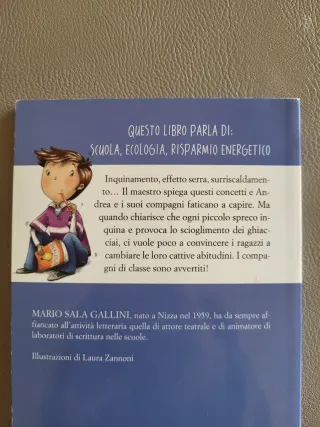 QUESTO LIBRO PARLA DI:
SCUOLA, ECOLOGIA, RISPARMIO ENERGETICO
Inquinamento, effetto serra, surriscaldamen-
to... Il maestro spiega questi concetti e An-
drea e i suoi compagni faticano a capire. Ma
quando chiarisce che ogni piccolo spreco in-
quina e provoca lo scioglimento dei ghiac-
ciai, ci vuole poco a convincere i ragazzi a
cambiare le loro cattive abitudini. I compa-
gni di classe sono avvertiti!
MARIO SALA GALLINI, nato a Nizza nel 1959, ha da sempre af-
fiancato all'attività letteraria quella di attore teatrale e di animatore di
laboratori di scrittura nelle scuole.
Illustrazioni di Laura Zannoni